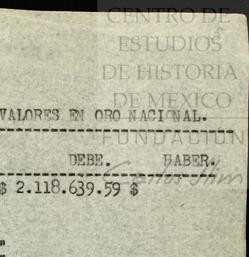 CENTRO DE
ESTUDIOS
DE HISTORIA
DE MEXICO
VALORES EN ORO NACIONAL.
FUNDACION
DEBE. HABER.
Carlos Slim
$ 2.118.639.59 $